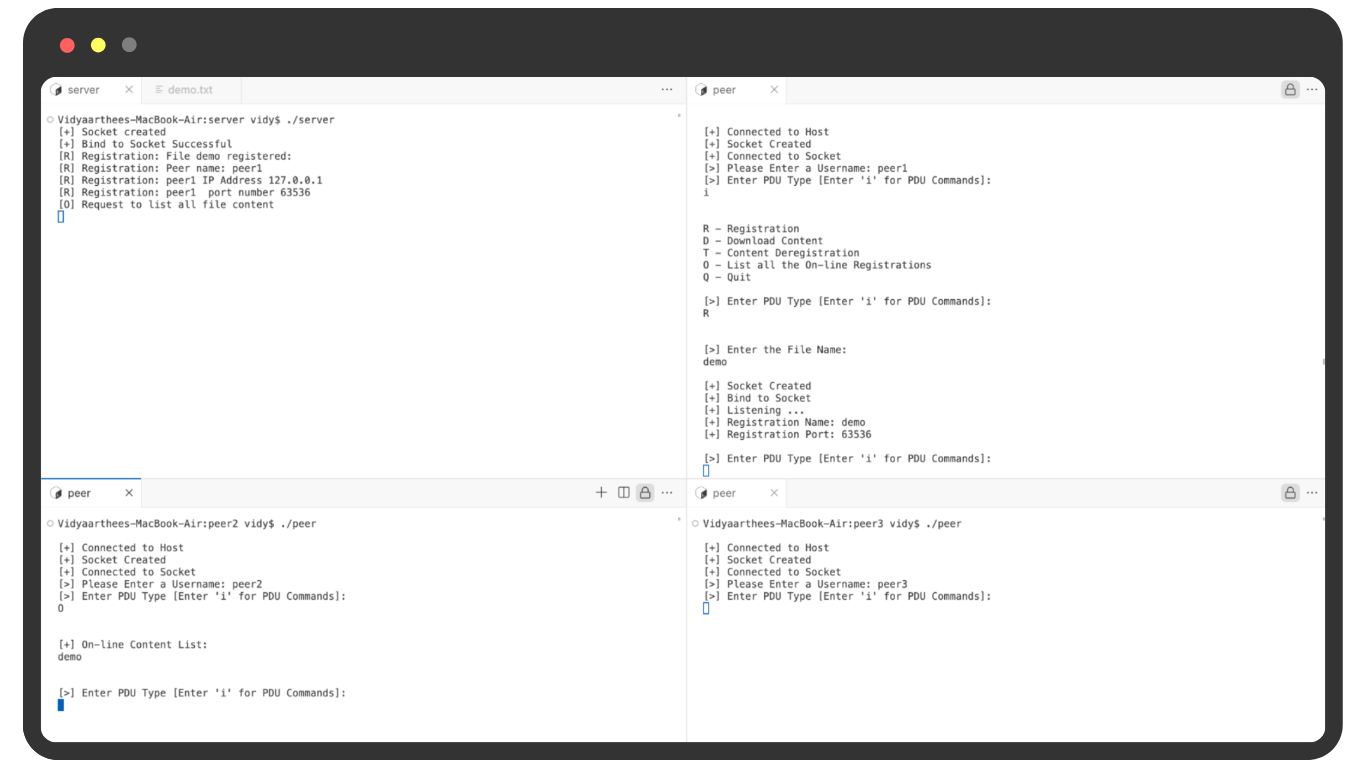 server
demo.txt
Vidyaarthees-MacBook-Air:server vidy$ ./server
[+] Socket created
[+] Bind to Socket Successful
[R] Registration: File demo registered:
[R] Registration: Peer name: peer1
[R] Registration: peer1 IP Address 127.0.0.1
[R] Registration: peer1  port number 63536
[O] Request to list all file content
peer
[+] Connected to Host
[+] Socket Created
[+] Connected to Socket
[>] Please Enter a Username: peer1
[>] Enter PDU Type [Enter 'i' for PDU Commands]:
i
R - Registration
D - Download Content
T - Content Deregistration
O - List all the On-line Registrations
Q - Quit
[>] Enter PDU Type [Enter 'i' for PDU Commands]:
R
[>] Enter the File Name:
demo
[+] Socket Created
[+] Bind to Socket
[+] Listening ...
[+] Registration Name: demo
[+] Registration Port: 63536
[>] Enter PDU Type [Enter 'i' for PDU Commands]:
peer
Vidyaarthees-MacBook-Air:peer2 vidy$ ./peer
[+] Connected to Host
[+] Socket Created
[+] Connected to Socket
[>] Please Enter a Username: peer2
[>] Enter PDU Type [Enter 'i' for PDU Commands]:
O
[+] On-line Content List:
demo
[>] Enter PDU Type [Enter 'i' for PDU Commands]:
peer
Vidyaarthees-MacBook-Air:peer3 vidy$ ./peer
[+] Connected to Host
[+] Socket Created
[+] Connected to Socket
[>] Please Enter a Username: peer3
[>] Enter PDU Type [Enter 'i' for PDU Commands]: